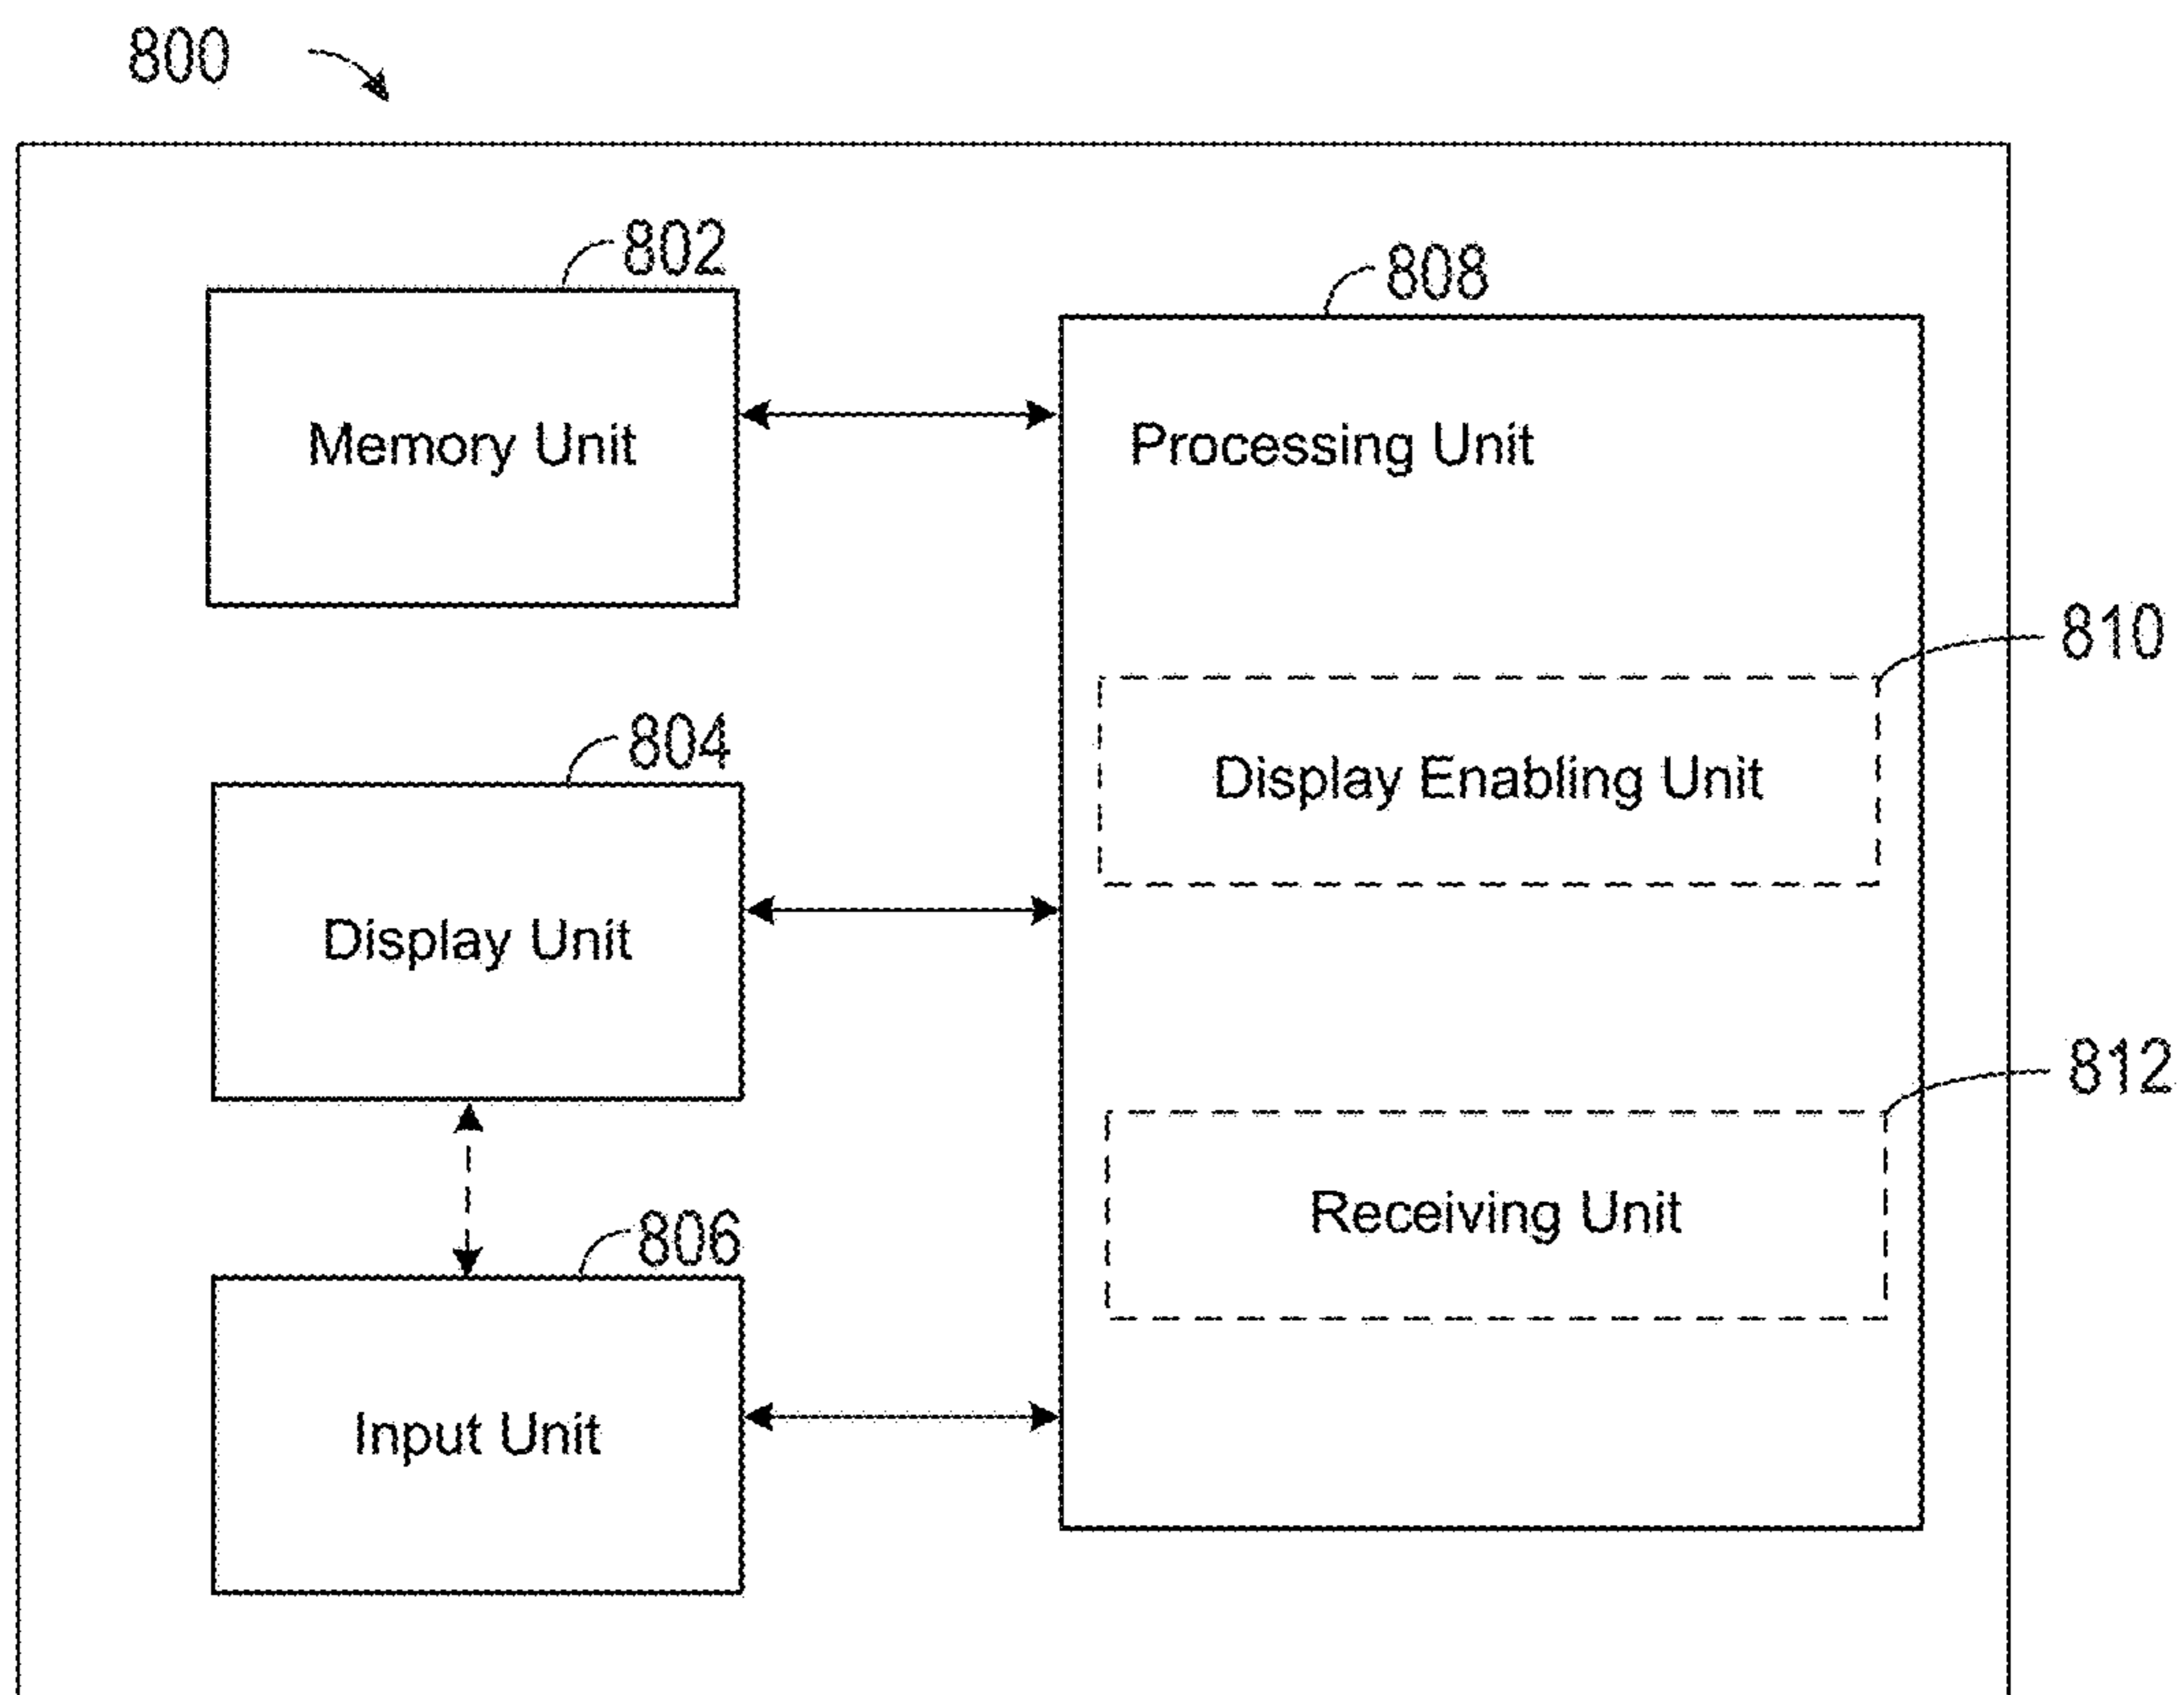 800
802
808
Memory Unit
Processing Unit
810
804
Display Enabling Unit
Display Unit
812
806
Receiving Unit
Input Unit